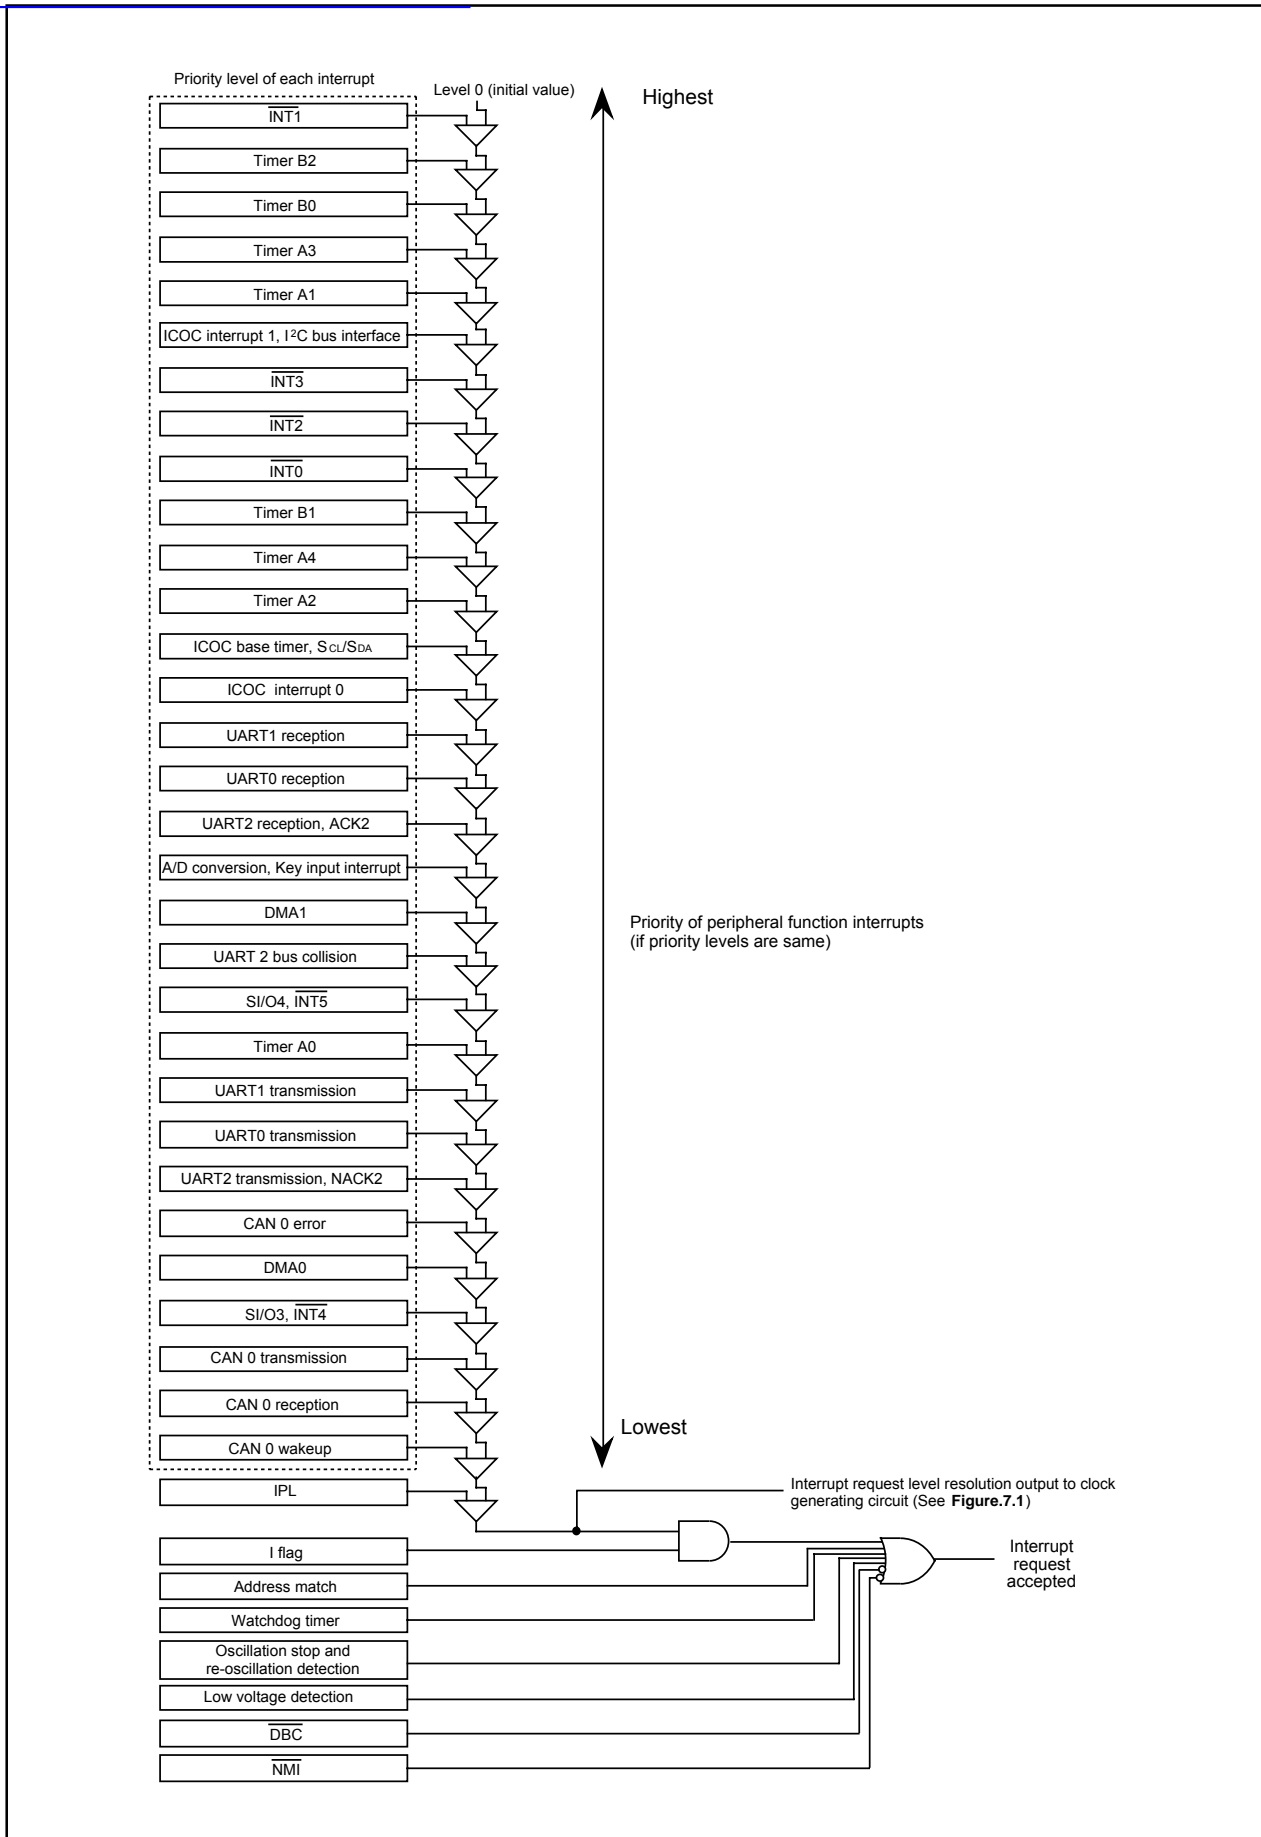 Priority level of each interrupt
Level 0 (initial value)
Highest
INT1
Timer B2
Timer B0
Timer A3
Timer A1
ICOC interrupt 1, I²C bus interface
INT3
INT2
INT0
Timer B1
Timer A4
Timer A2
ICOC base timer, SCL/SDA
ICOC interrupt 0
UART1 reception
UART0 reception
UART2 reception, ACK2
A/D conversion, Key input interrupt
DMA1
Priority of peripheral function interrupts
(if priority levels are same)
UART 2 bus collision
SI/O4, INT5
Timer A0
UART1 transmission
UART0 transmission
UART2 transmission, NACK2
CAN 0 error
DMA0
SI/O3, INT4
CAN 0 transmission
CAN 0 reception
Lowest
CAN 0 wakeup
IPL
Interrupt request level resolution output to clock
generating circuit (See Figure.7.1)
I flag
Interrupt
request
accepted
Address match
Watchdog timer
Oscillation stop and
re-oscillation detection
Low voltage detection
DBC
NMI